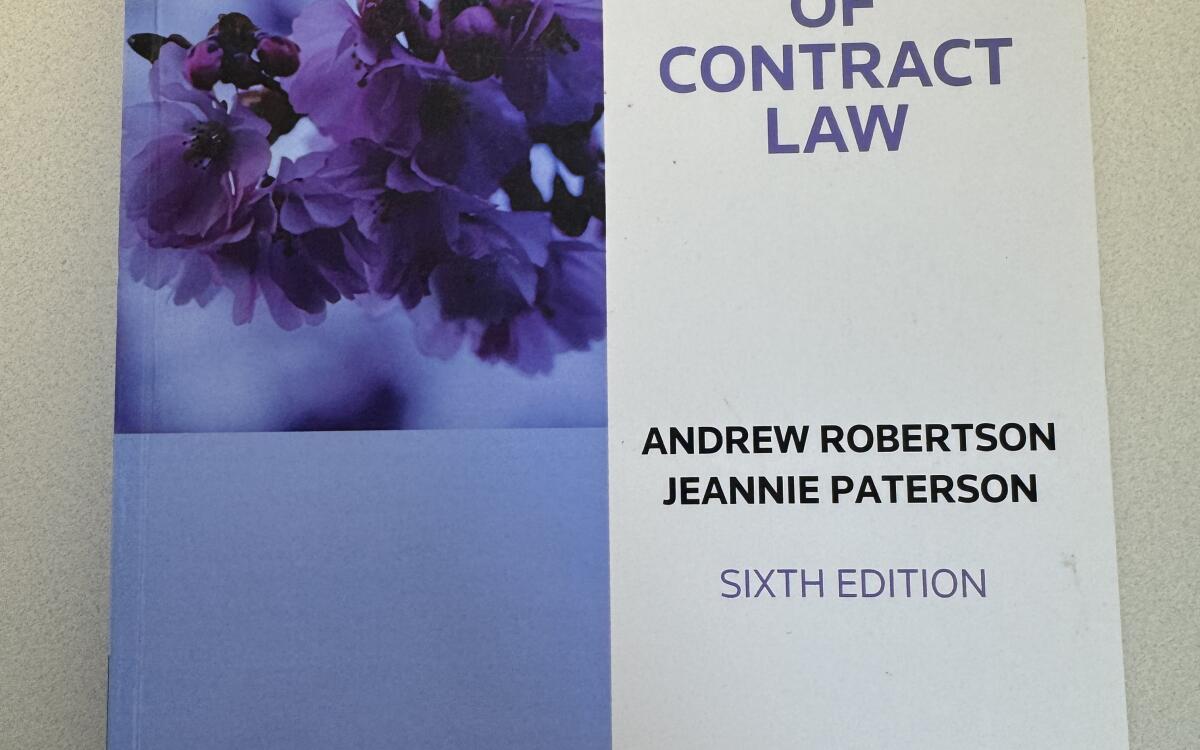 OF
CONTRACT
LAW
ANDREW ROBERTSON
JEANNIE PATERSON
SIXTH EDITION